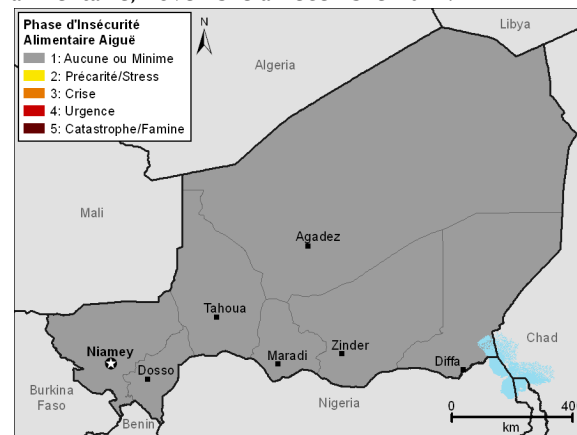 Phase d'Insécurité
Alimentaire Aiguë
1: Aucune ou Minime
2: Précarité/Stress
3: Crise
4: Urgence
5: Catastrophe/Famine
N
Libya
Algeria
Mali
Agadez
Tahoua
Niamey
Dosso
Maradi
Zinder
Diffa
Chad
Burkina
Faso
Benin
Nigeria
0 40
km